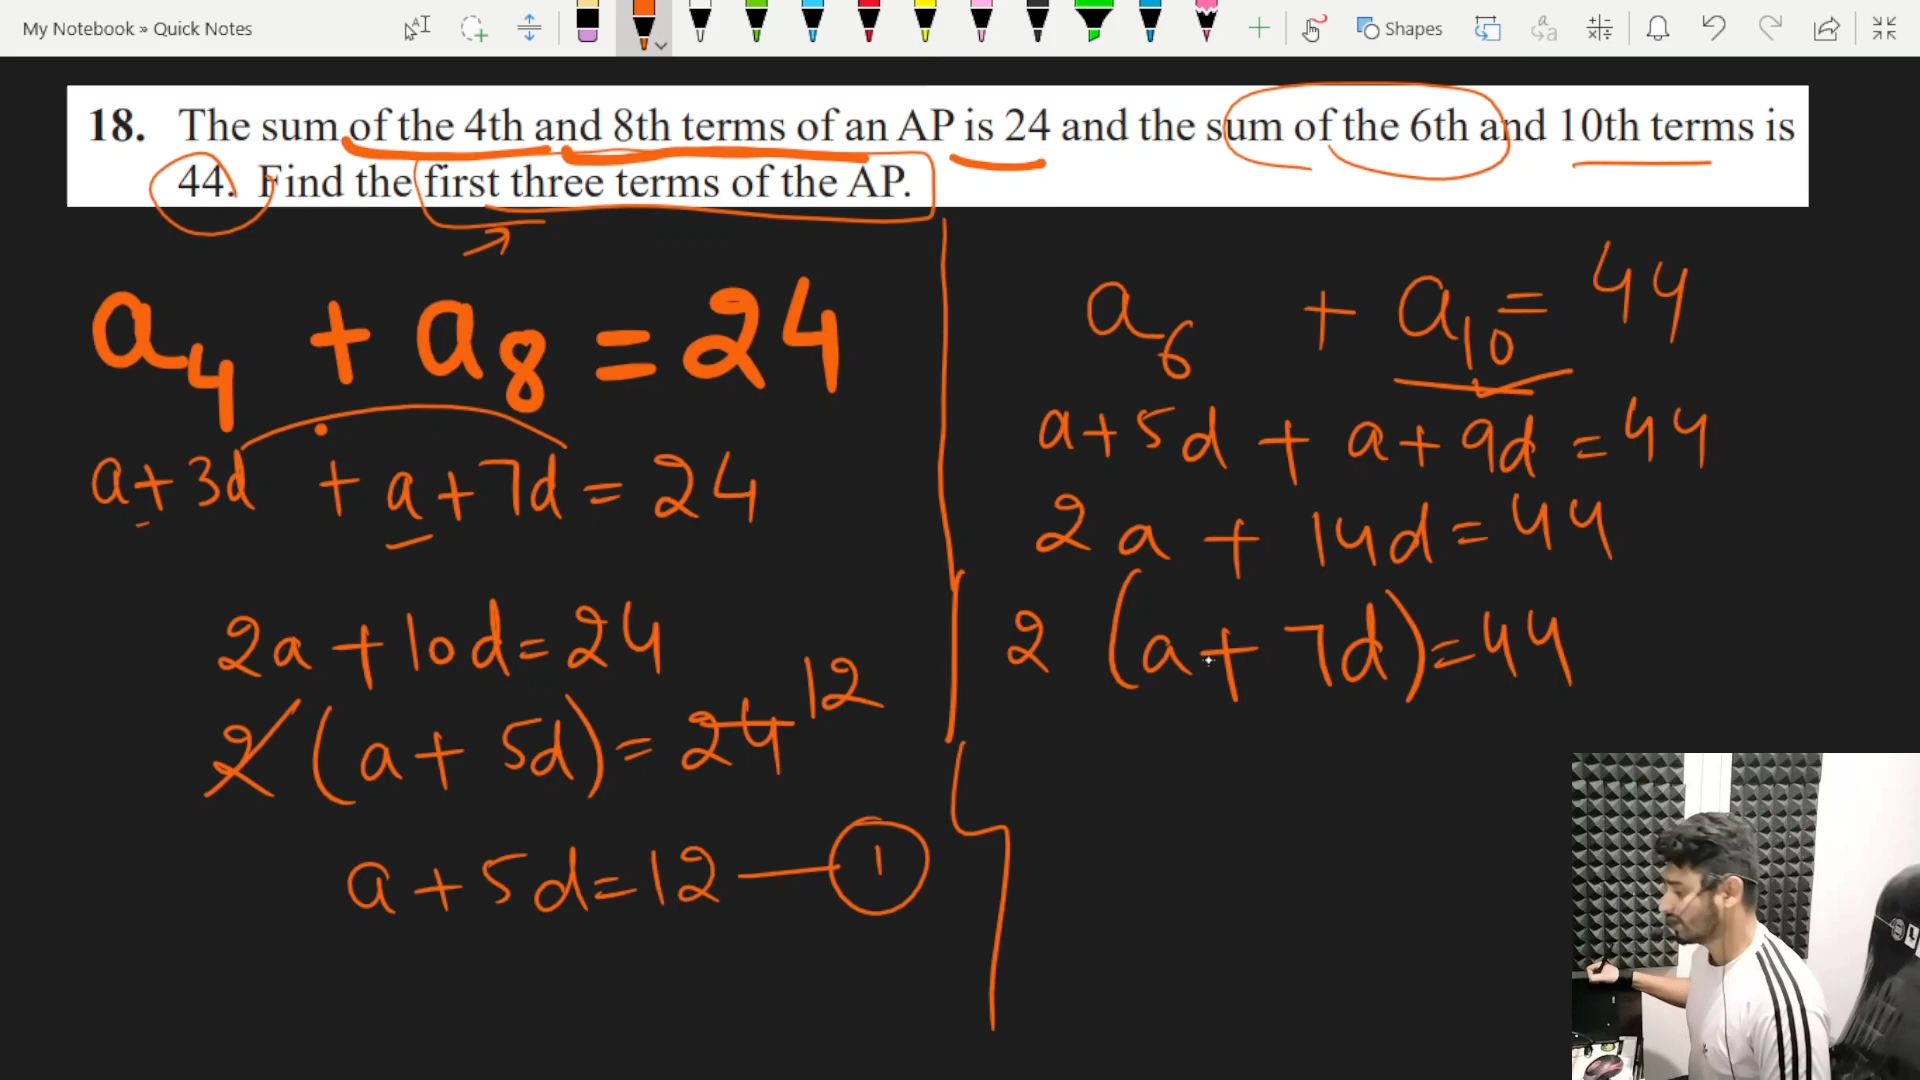 My Notebook » Quick Notes
Shapes
18. The sum of the 4th and 8th terms of an AP is 24 and the sum of the 6th and 10th terms is
44. Find the first three terms of the AP.
a₄ + a₈ = 24
a+3d + a+7d = 24
2a+10d=24
2(a+5d)=24 12
a+5d=12 — 1
a₆ + a₁₀ = 44
a+5d + a+9d = 44
2a + 14d = 44
2 (a+7d)=44